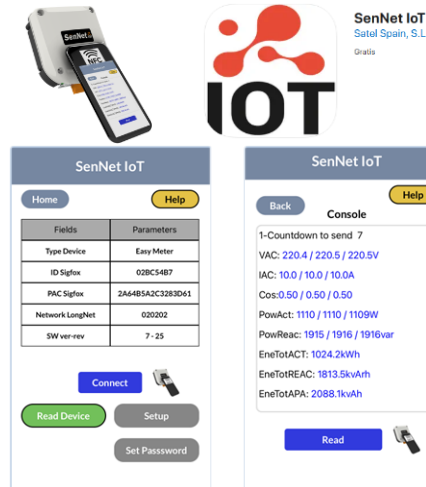 SenNet
NFC
IOT
SenNet IoT
Satel Spain, S.L
Gratis
SenNet IoT
Home
Help
Fields Parameters
Type Device Easy Meter
ID Sigfox 02BC54B7
PAC Sigfox 2A64B5A2C3283D61
Network LongNet 020202
SW ver-rev 7 - 25
Connect
Read Device
Setup
Set Passsword
SenNet IoT
Back
Help
Console
1-Countdown to send 7
VAC: 220.4 / 220.5 / 220.5V
IAC: 10.0 / 10.0 / 10.0A
Cos:0.50 / 0.50 / 0.50
PowAct: 1110 / 1110 / 1109W
PowReac: 1915 / 1916 / 1916var
EneTotACT: 1024.2kWh
EneTotREAC: 1813.5kvArh
EneTotAPA: 2088.1kvAh
Read